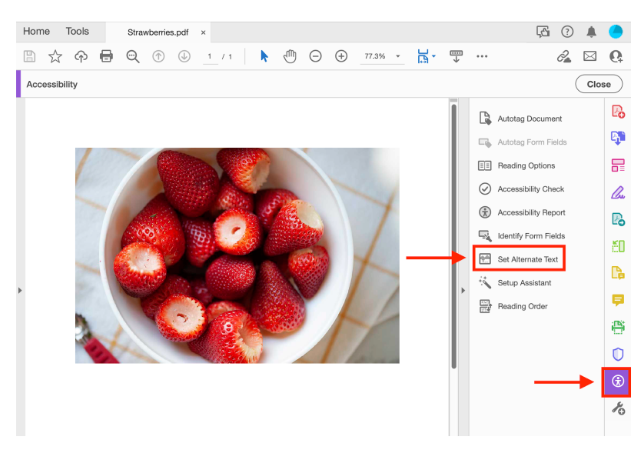 Home Tools Strawberries.pdf ×
1 / 1 77.3%
Accessibility Close
Autotag Document
Autotag Form Fields
Reading Options
Accessibility Check
Accessibility Report
Identify Form Fields
Set Alternate Text
Setup Assistant
Reading Order